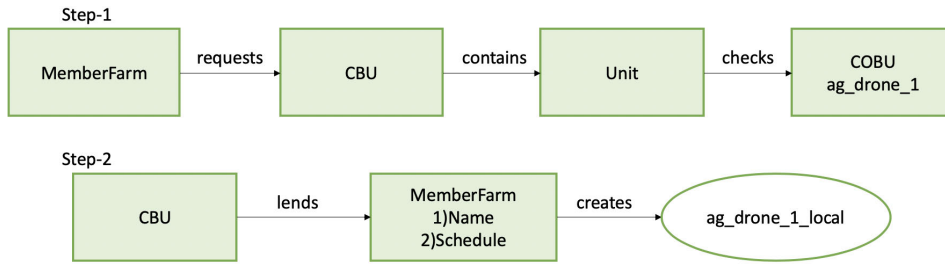 Step-1
MemberFarm
requests
CBU
contains
Unit
checks
COBU
ag_drone_1
Step-2
CBU
lends
MemberFarm
1)Name
2)Schedule
creates
ag_drone_1_local